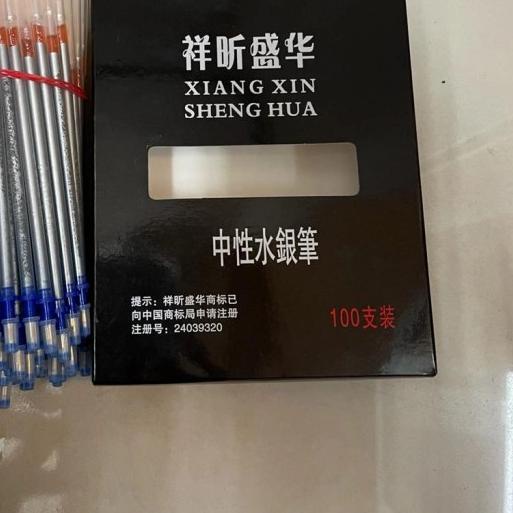 祥昕盛华
XIANG XIN
SHENG HUA
中性水銀筆
提示：祥昕盛华商标已
向中国商标局申请注册
注册号：24039320
100支装